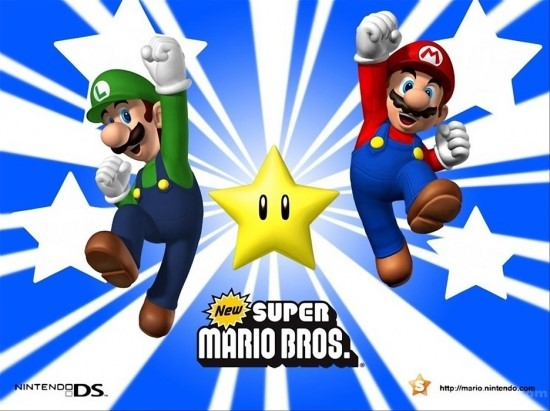 L
M
New SUPER
MARIO BROS.
NINTENDO DS
S http://mario.nintendo.com